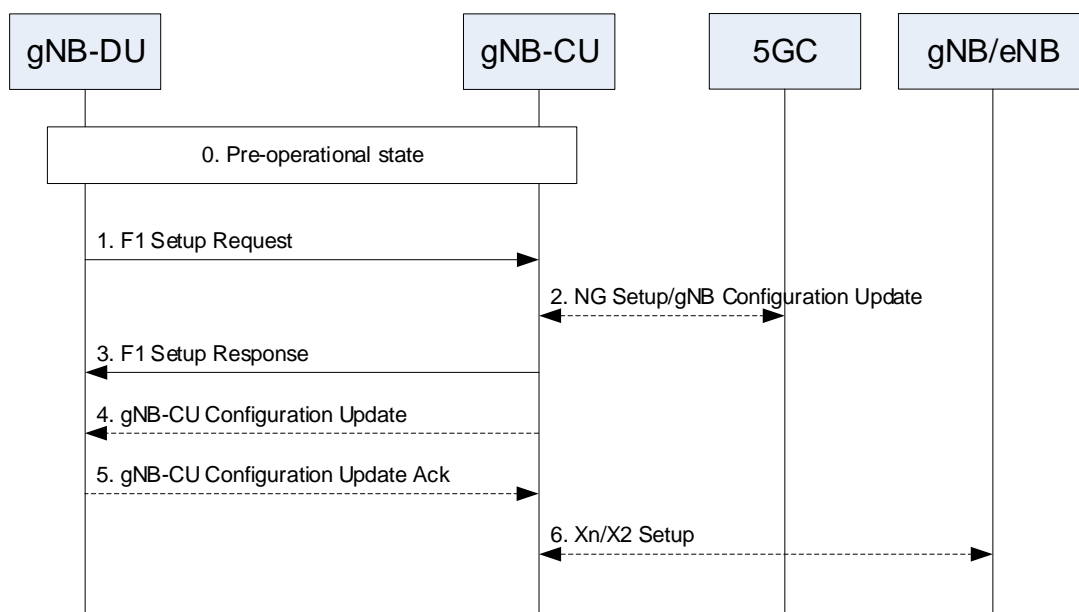 gNB-DU
gNB-CU
5GC
gNB/eNB
0. Pre-operational state
1. F1 Setup Request
2. NG Setup/gNB Configuration Update
3. F1 Setup Response
4. gNB-CU Configuration Update
5. gNB-CU Configuration Update Ack
6. Xn/X2 Setup